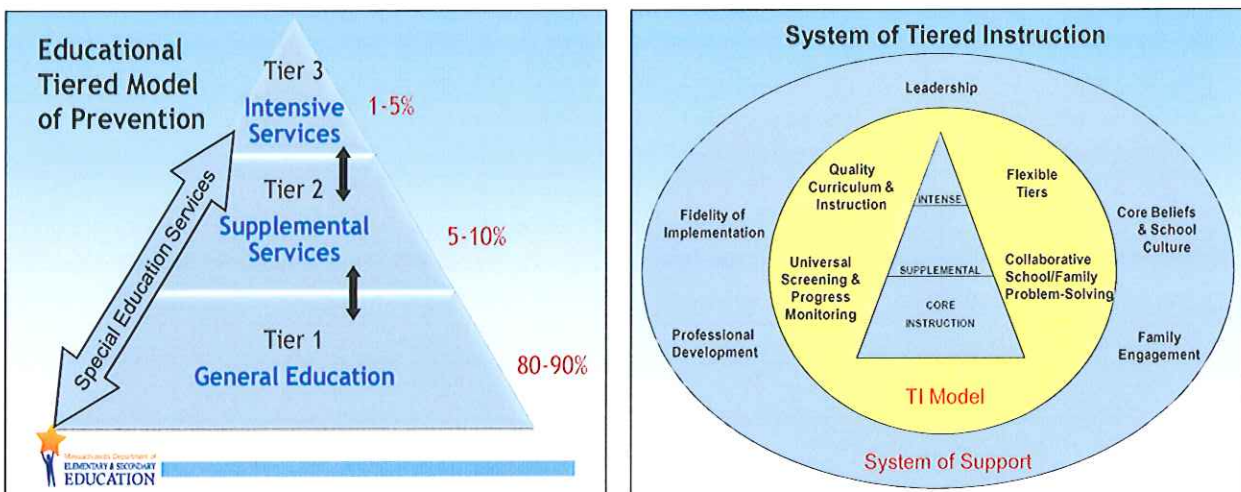 Educational
Tiered Model
of Prevention
Tier 3
Intensive
Services
1-5%
Tier 2
Supplemental
Services
5-10%
Tier 1
General Education
80-90%
Special Education Services
Massachusetts Department of
ELEMENTARY & SECONDARY
EDUCATION
System of Tiered Instruction
Leadership
Quality
Curriculum &
Instruction
Flexible
Tiers
Fidelity of
Implementation
Core Beliefs
& School
Culture
INTENSE
Universal
Screening &
Progress
Monitoring
SUPPLEMENTAL
Collaborative
School/Family
Problem-Solving
CORE
INSTRUCTION
Professional
Development
Family
Engagement
TI Model
System of Support